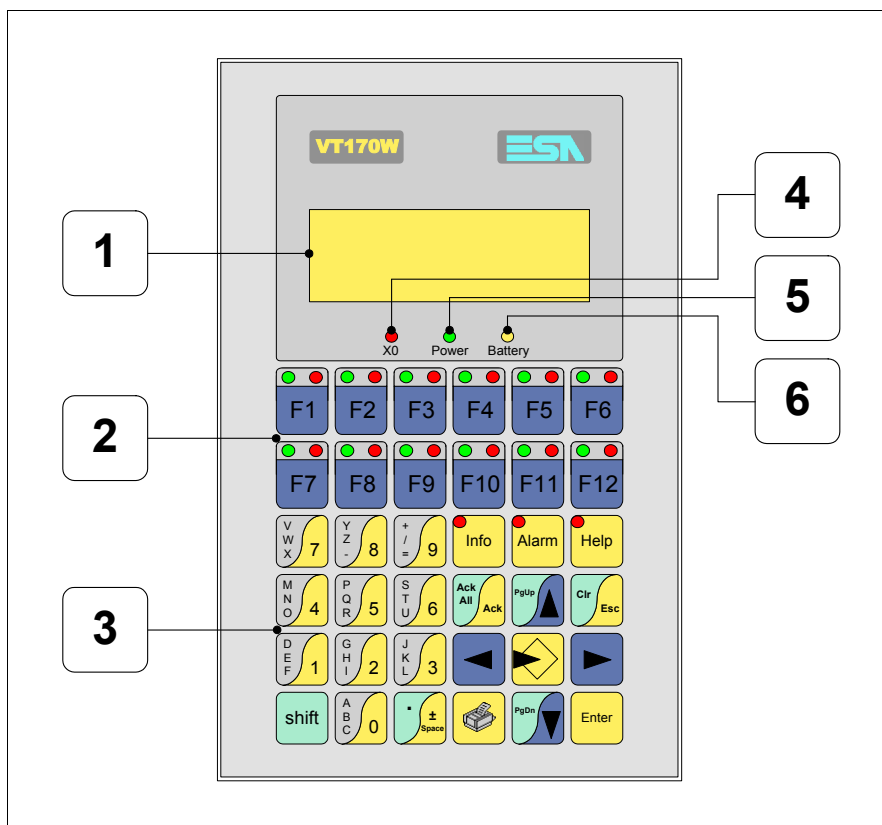 VT170W ESA
4
1
5
X0 Power Battery
6
F1 F2 F3 F4 F5 F6
2
F7 F8 F9 F10 F11 F12
V W X 7 Y Z - 8 + / = 9 Info Alarm Help
M N O 4 P Q R 5 S T U 6 Ack All Ack PgUp Clr Esc
3
D E F 1 G H I 2 J K L 3
shift A B C 0 . ± Space PgDn Enter